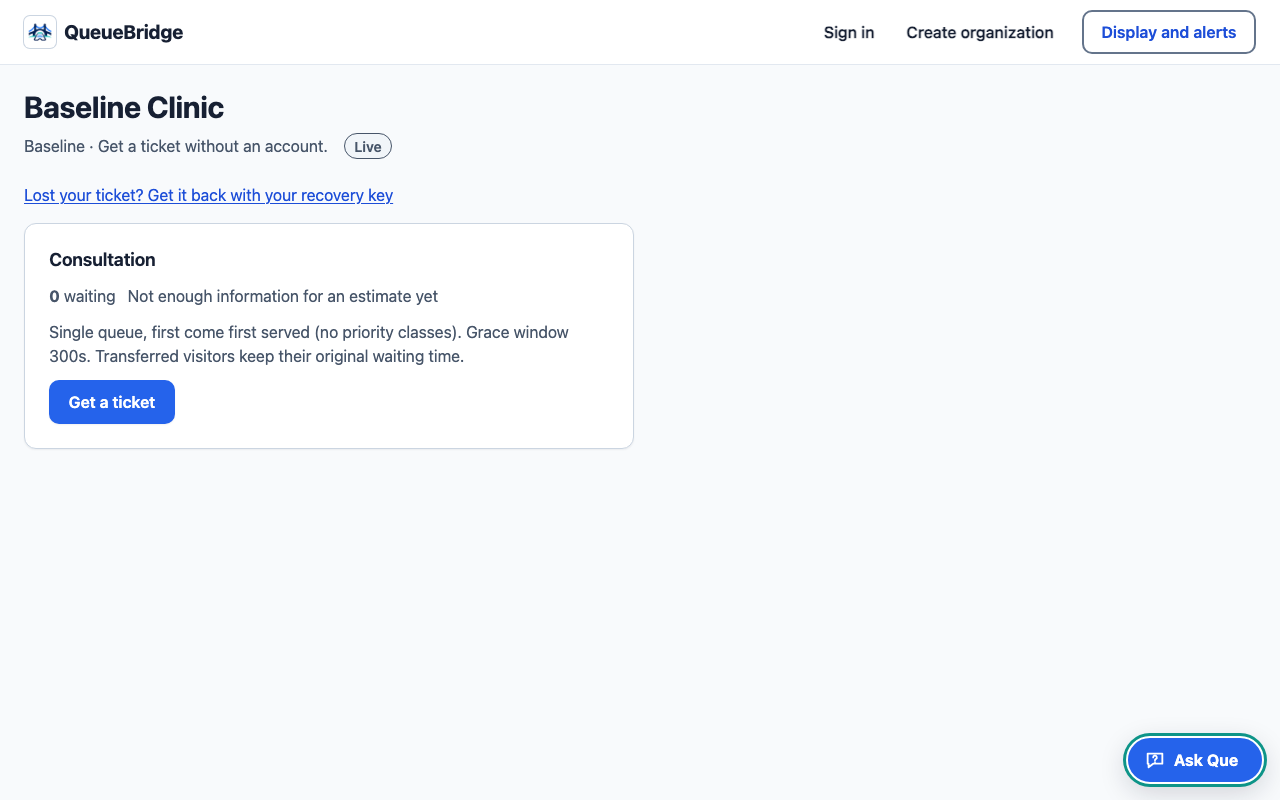 QueueBridge
Sign in
Create organization
Display and alerts
Baseline Clinic
Baseline · Get a ticket without an account.
Live
Lost your ticket? Get it back with your recovery key
Consultation
0 waiting Not enough information for an estimate yet
Single queue, first come first served (no priority classes). Grace window
300s. Transferred visitors keep their original waiting time.
Get a ticket
Ask Que